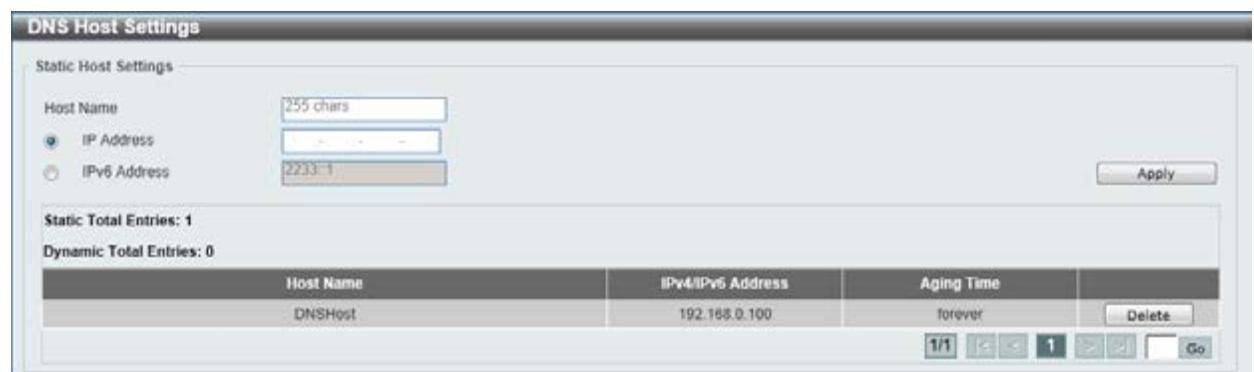 DNS Host Settings
Static Host Settings
Host Name 255 chars
IP Address . . .
IPv6 Address 2233::1
Apply
Static Total Entries: 1
Dynamic Total Entries: 0
Host Name IPv4/IPv6 Address Aging Time
DNSHost 192.168.0.100 forever Delete
1/1 |< < 1 > >| Go